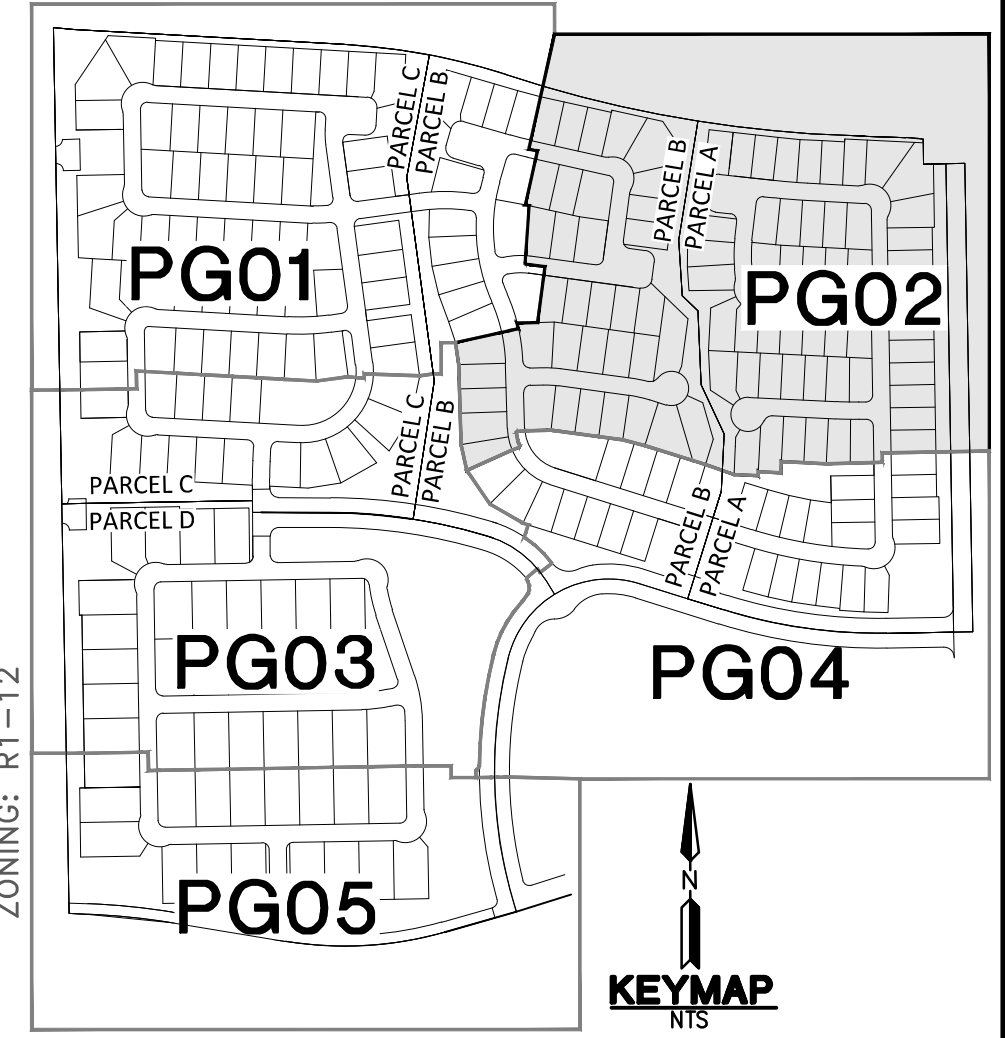 PARCEL C
PARCEL B
PARCEL B
PARCEL A
PG01
PG02
PARCEL C
PARCEL B
PARCEL C
PARCEL D
PARCEL B
PARCEL A
PG03
PG04
ZONING: R1-12
PG05
N
KEYMAP
NTS